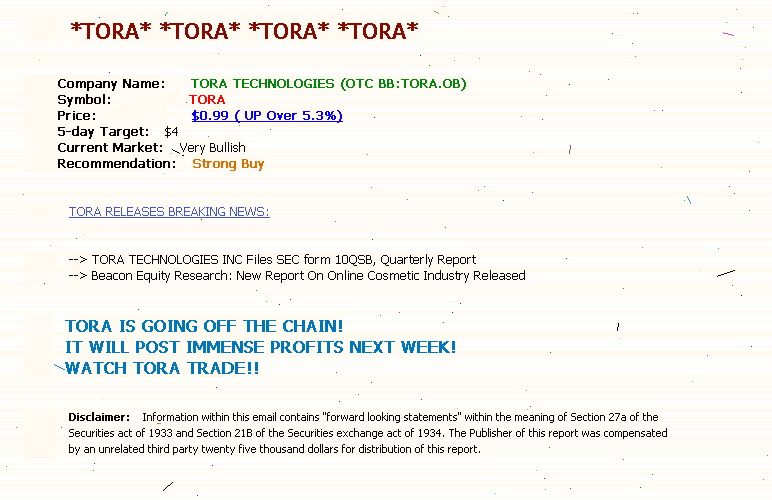 *TORA* *TORA* *TORA* *TORA*
Company Name: TORA TECHNOLOGIES (OTC BB:TORA.OB)
Symbol: TORA
Price: $0.99 ( UP Over 5.3%)
5-day Target: $4
Current Market: Very Bullish
Recommendation: Strong Buy
TORA RELEASES BREAKING NEWS:
--> TORA TECHNOLOGIES INC Files SEC form 10QSB, Quarterly Report
--> Beacon Equity Research: New Report On Online Cosmetic Industry Released
TORA IS GOING OFF THE CHAIN!
IT WILL POST IMMENSE PROFITS NEXT WEEK!
WATCH TORA TRADE!!
Disclaimer: Information within this email contains "forward looking statements" within the meaning of Section 27a of the
Securities act of 1933 and Section 21B of the Securities exchange act of 1934. The Publisher of this report was compensated
by an unrelated third party twenty five thousand dollars for distribution of this report.